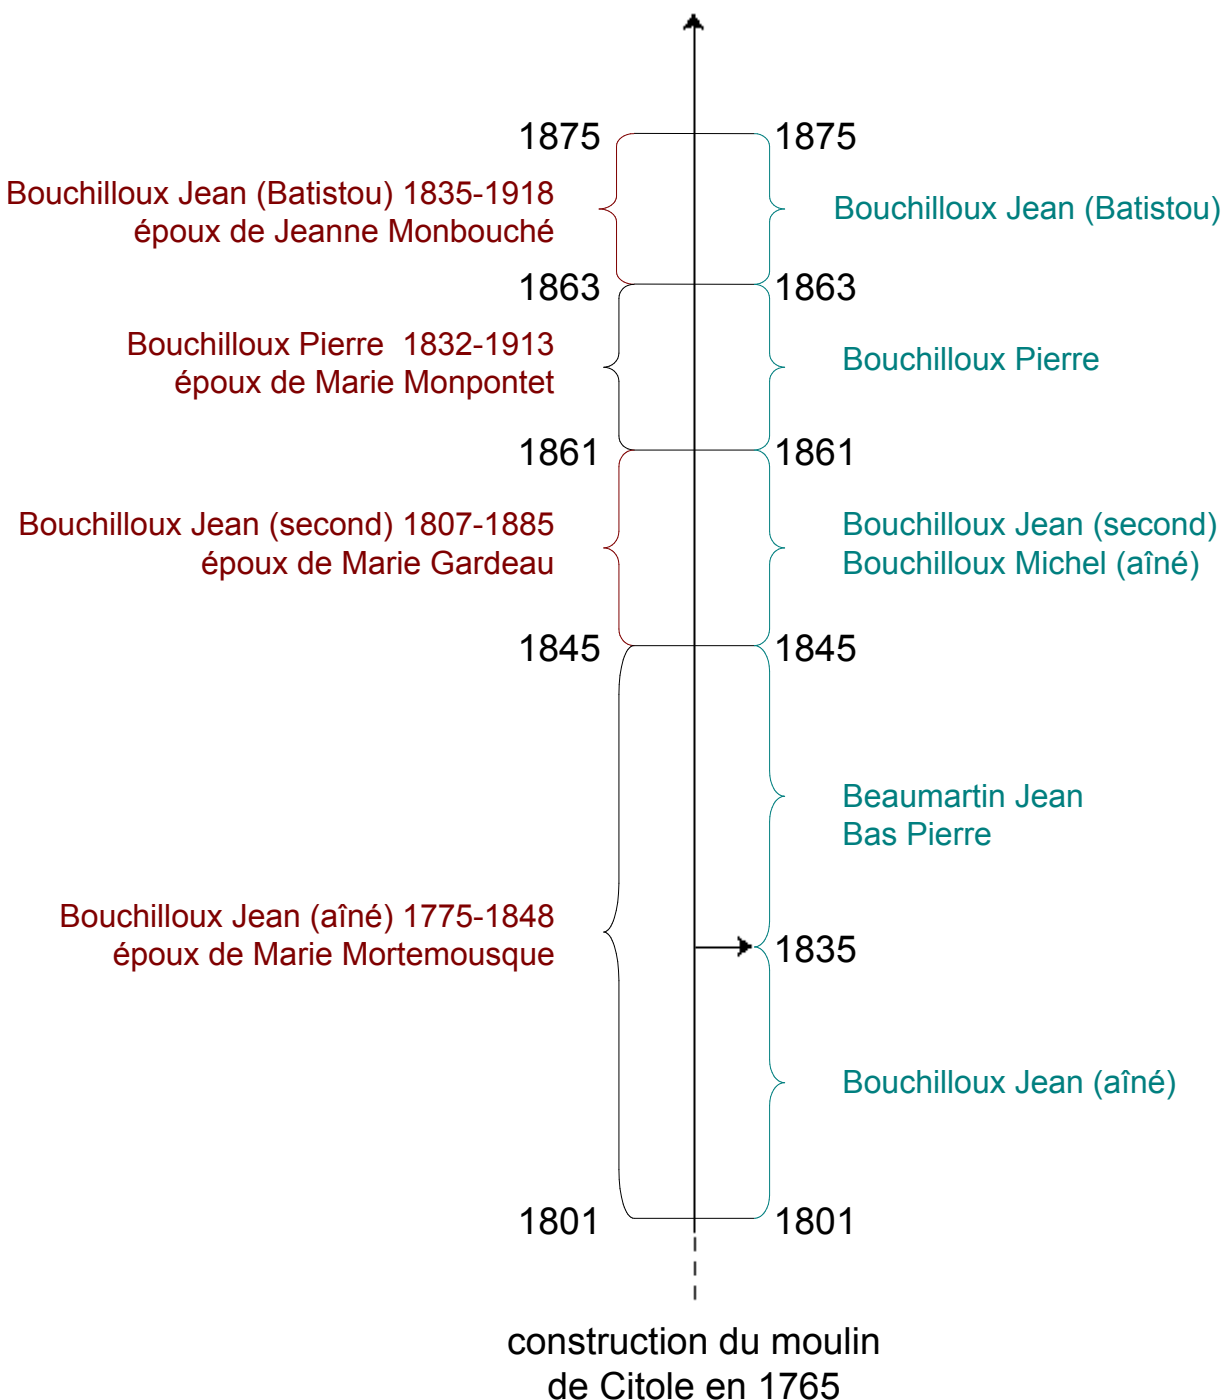 1875 1875
Bouchilloux Jean (Batistou) 1835-1918
époux de Jeanne Monbouché
Bouchilloux Jean (Batistou)
1863 1863
Bouchilloux Pierre 1832-1913
époux de Marie Monpontet
Bouchilloux Pierre
1861 1861
Bouchilloux Jean (second) 1807-1885
époux de Marie Gardeau
Bouchilloux Jean (second)
Bouchilloux Michel (aîné)
1845 1845
Beaumartin Jean
Bas Pierre
Bouchilloux Jean (aîné) 1775-1848
époux de Marie Mortemousque
1835
Bouchilloux Jean (aîné)
1801 1801
construction du moulin
de Citole en 1765